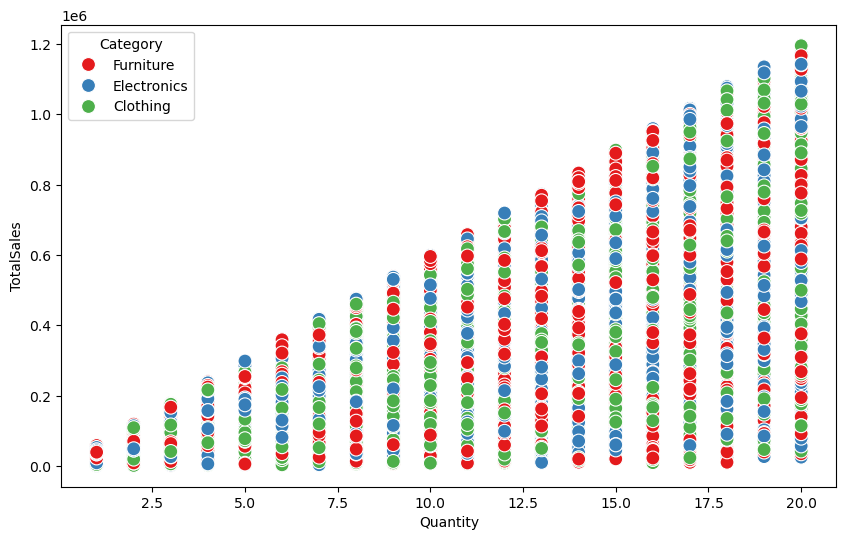 1e6
Category
Furniture
Electronics
Clothing
1.2
1.0
0.8
0.6
0.4
0.2
0.0
TotalSales
2.5 5.0 7.5 10.0 12.5 15.0 17.5 20.0
Quantity